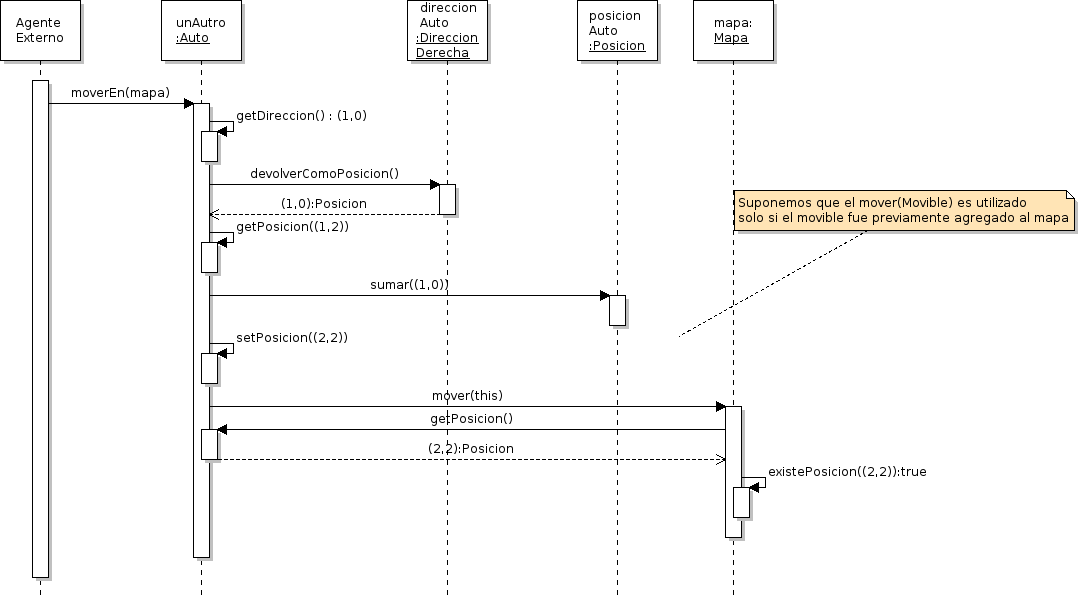 Agente
Externo
unAutro
:Auto
direccion
Auto
:Direccion
Derecha
posicion
Auto
:Posicion
mapa:
Mapa
moverEn(mapa)
getDireccion() : (1,0)
devolverComoPosicion()
(1,0):Posicion
Suponemos que el mover(Movible) es utilizado
solo si el movible fue previamente agregado al mapa
getPosicion((1,2))
sumar((1,0))
setPosicion((2,2))
mover(this)
getPosicion()
(2,2):Posicion
existePosicion((2,2)):true